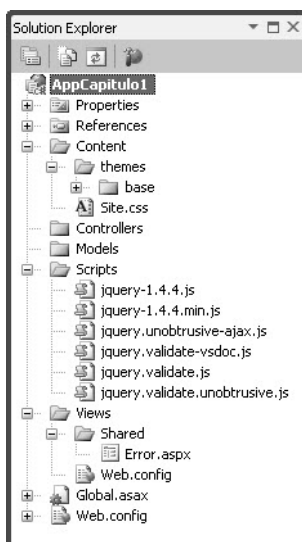 Solution Explorer
AppCapitulo1
Properties
References
Content
themes
base
Site.css
Controllers
Models
Scripts
jquery-1.4.4.js
jquery-1.4.4.min.js
jquery.unobtrusive-ajax.js
jquery.validate-vsdoc.js
jquery.validate.js
jquery.validate.unobtrusive.js
Views
Shared
Error.aspx
Web.config
Global.asax
Web.config